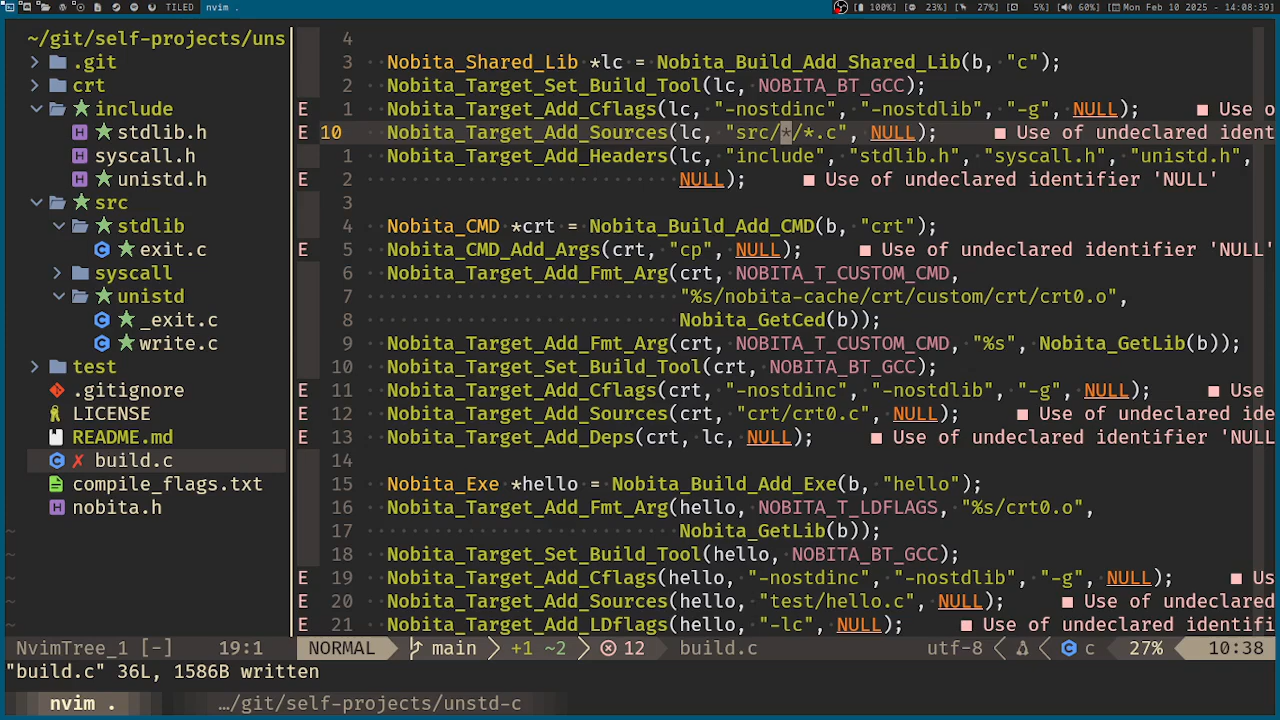 TILED nvim . 100%| 23%| 27%| 5%| 60%| Mon Feb 10 2025 - 14:08:39
~/git/self-projects/uns
.git
crt
include
stdlib.h
syscall.h
unistd.h
src
stdlib
exit.c
syscall
unistd
_exit.c
write.c
test
.gitignore
LICENSE
README.md
build.c
compile_flags.txt
nobita.h
4
3 Nobita_Shared_Lib *lc = Nobita_Build_Add_Shared_Lib(b, "c");
2 Nobita_Target_Set_Build_Tool(lc, NOBITA_BT_GCC);
E 1 Nobita_Target_Add_Cflags(lc, "-nostdinc", "-nostdlib", "-g", NULL); ■ Use o
E 10 Nobita_Target_Add_Sources(lc, "src/*/*.c", NULL); ■ Use of undeclared ident
1 Nobita_Target_Add_Headers(lc, "include", "stdlib.h", "syscall.h", "unistd.h",
E 2 NULL); ■ Use of undeclared identifier 'NULL'
3
4 Nobita_CMD *crt = Nobita_Build_Add_CMD(b, "crt");
E 5 Nobita_CMD_Add_Args(crt, "cp", NULL); ■ Use of undeclared identifier 'NULL'
6 Nobita_Target_Add_Fmt_Arg(crt, NOBITA_T_CUSTOM_CMD,
7 "%s/nobita-cache/crt/custom/crt/crt0.o",
8 Nobita_GetCed(b));
9 Nobita_Target_Add_Fmt_Arg(crt, NOBITA_T_CUSTOM_CMD, "%s", Nobita_GetLib(b));
10 Nobita_Target_Set_Build_Tool(crt, NOBITA_BT_GCC);
E 11 Nobita_Target_Add_Cflags(crt, "-nostdinc", "-nostdlib", "-g", NULL); ■ Use
E 12 Nobita_Target_Add_Sources(crt, "crt/crt0.c", NULL); ■ Use of undeclared ide
E 13 Nobita_Target_Add_Deps(crt, lc, NULL); ■ Use of undeclared identifier 'NULL
14
15 Nobita_Exe *hello = Nobita_Build_Add_Exe(b, "hello");
16 Nobita_Target_Add_Fmt_Arg(hello, NOBITA_T_LDFLAGS, "%s/crt0.o",
17 Nobita_GetLib(b));
18 Nobita_Target_Set_Build_Tool(hello, NOBITA_BT_GCC);
E 19 Nobita_Target_Add_Cflags(hello, "-nostdinc", "-nostdlib", "-g", NULL); ■ Us
E 20 Nobita_Target_Add_Sources(hello, "test/hello.c", NULL); ■ Use of undeclared
E 21 Nobita_Target_Add_LDflags(hello, "-lc", NULL); ■ Use of undeclared identifi
NvimTree_1 [-] 19:1 NORMAL main +1 ~2 12 build.c utf-8 c 27% 10:38
"build.c" 36L, 1586B written
nvim . …/git/self-projects/unstd-c